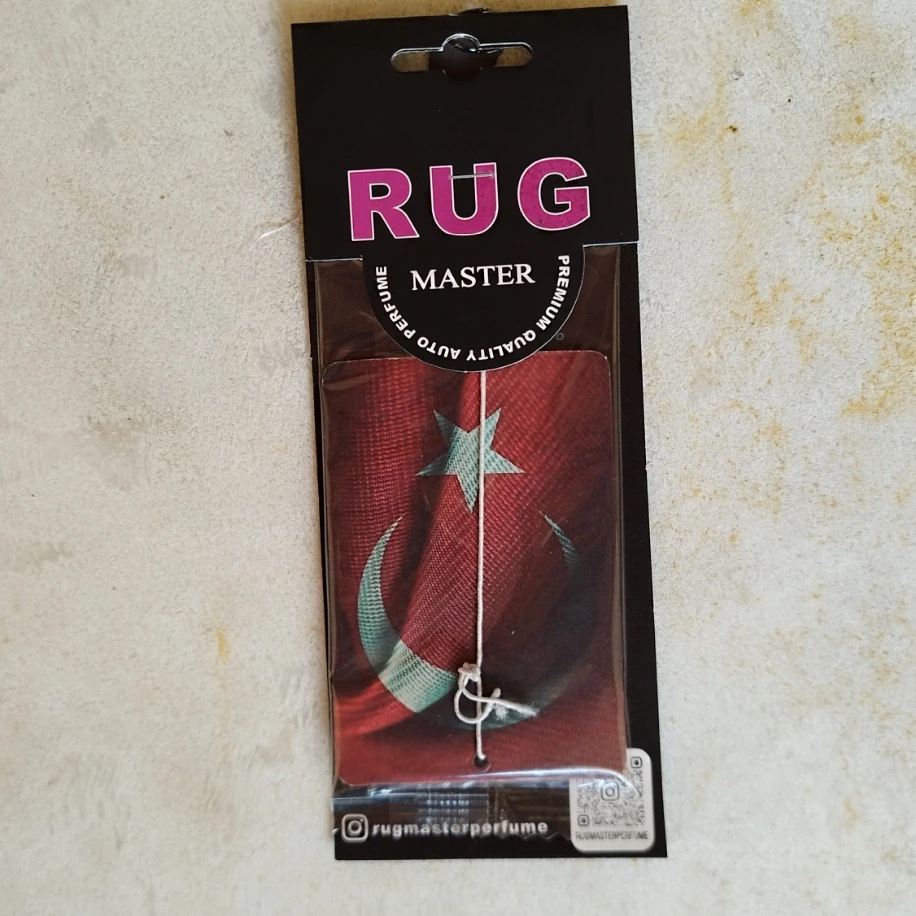 RUG
MASTER
PREMIUM QUALITY AUTO PERFUME
rugmasterperfume
RUGMASTERPERFUME